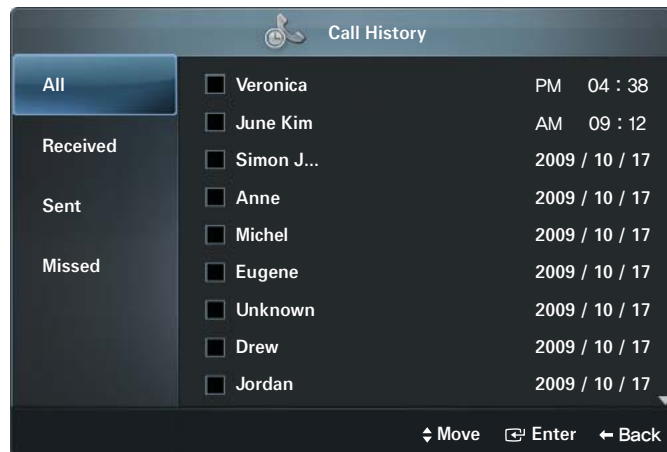 Call History
All
Received
Sent
Missed
Veronica PM 04 : 38
June Kim AM 09 : 12
Simon J... 2009 / 10 / 17
Anne 2009 / 10 / 17
Michel 2009 / 10 / 17
Eugene 2009 / 10 / 17
Unknown 2009 / 10 / 17
Drew 2009 / 10 / 17
Jordan 2009 / 10 / 17
Move Enter Back